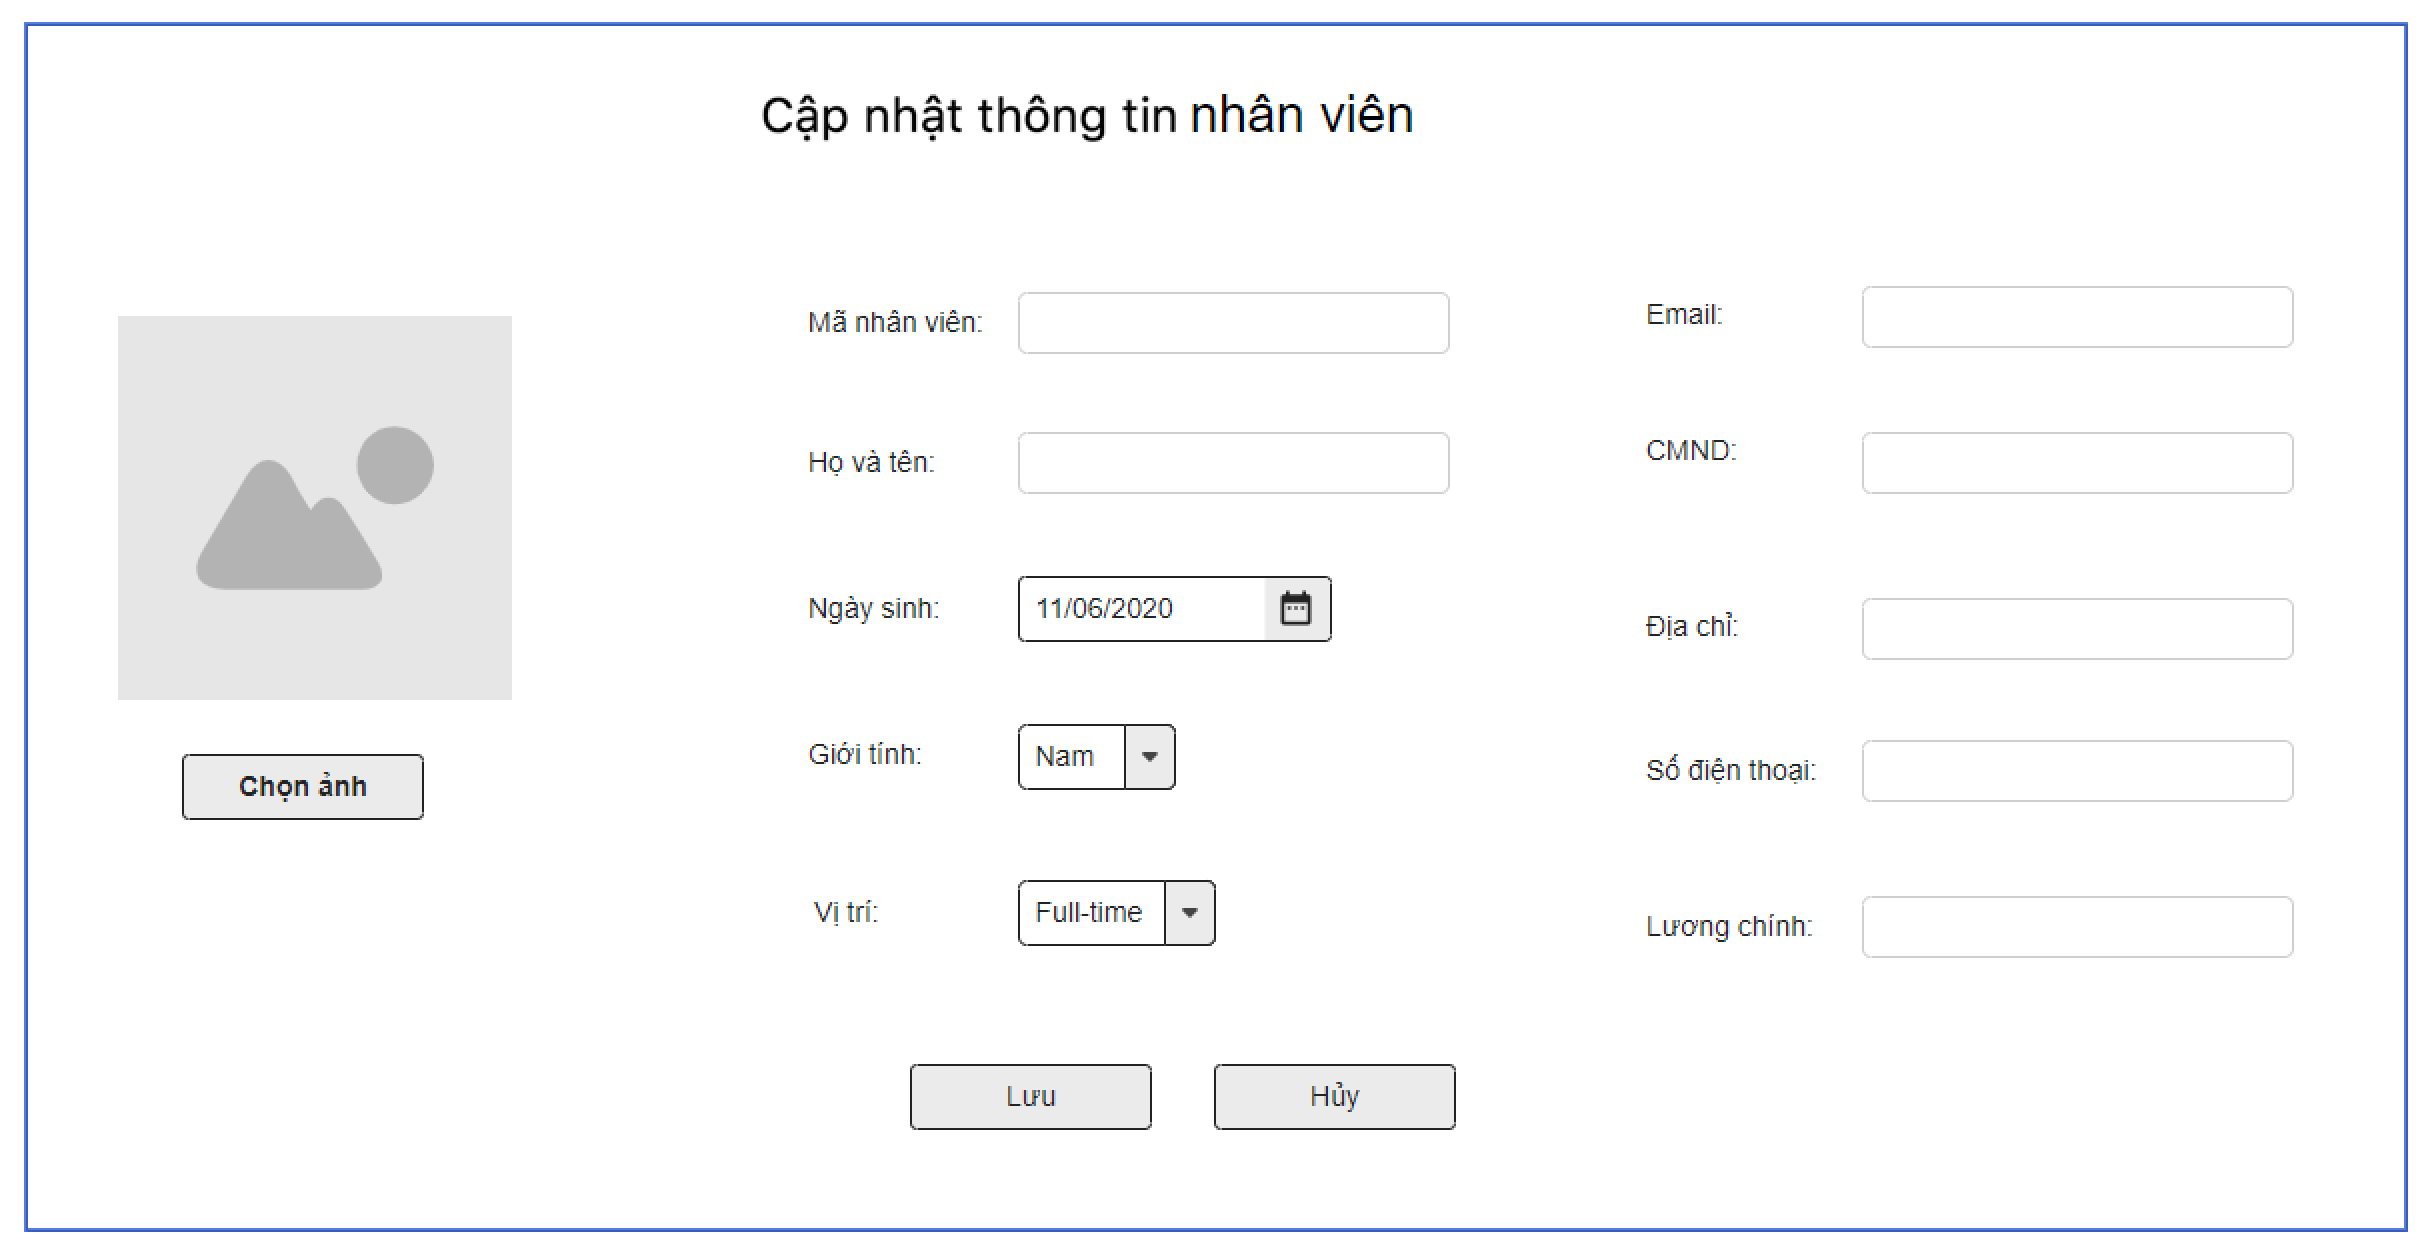 Cập nhật thông tin nhân viên
Mã nhân viên:
Email:
Họ và tên:
CMND:
Ngày sinh: 11/06/2020
Địa chỉ:
Giới tính: Nam
Số điện thoại:
Chọn ảnh
Vị trí: Full-time
Lương chính:
Lưu
Hủy